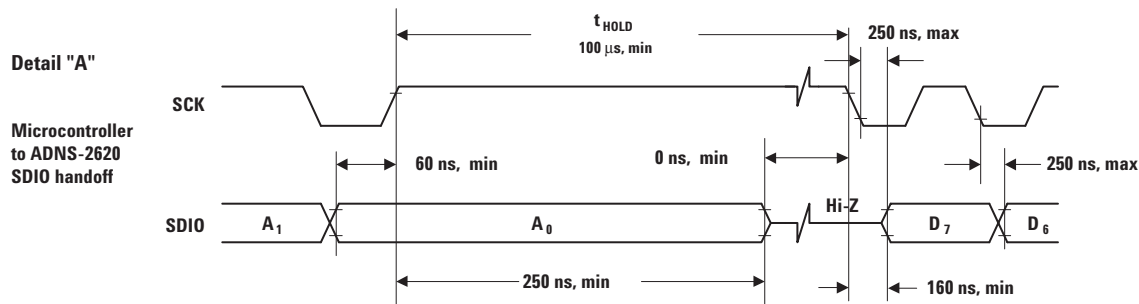 t HOLD
100 µs, min
250 ns, max
Detail "A"
SCK
Microcontroller
to ADNS-2620
SDIO handoff
60 ns, min
0 ns, min
250 ns, max
Hi-Z
SDIO
A 1
A 0
D 7
D 6
250 ns, min
160 ns, min